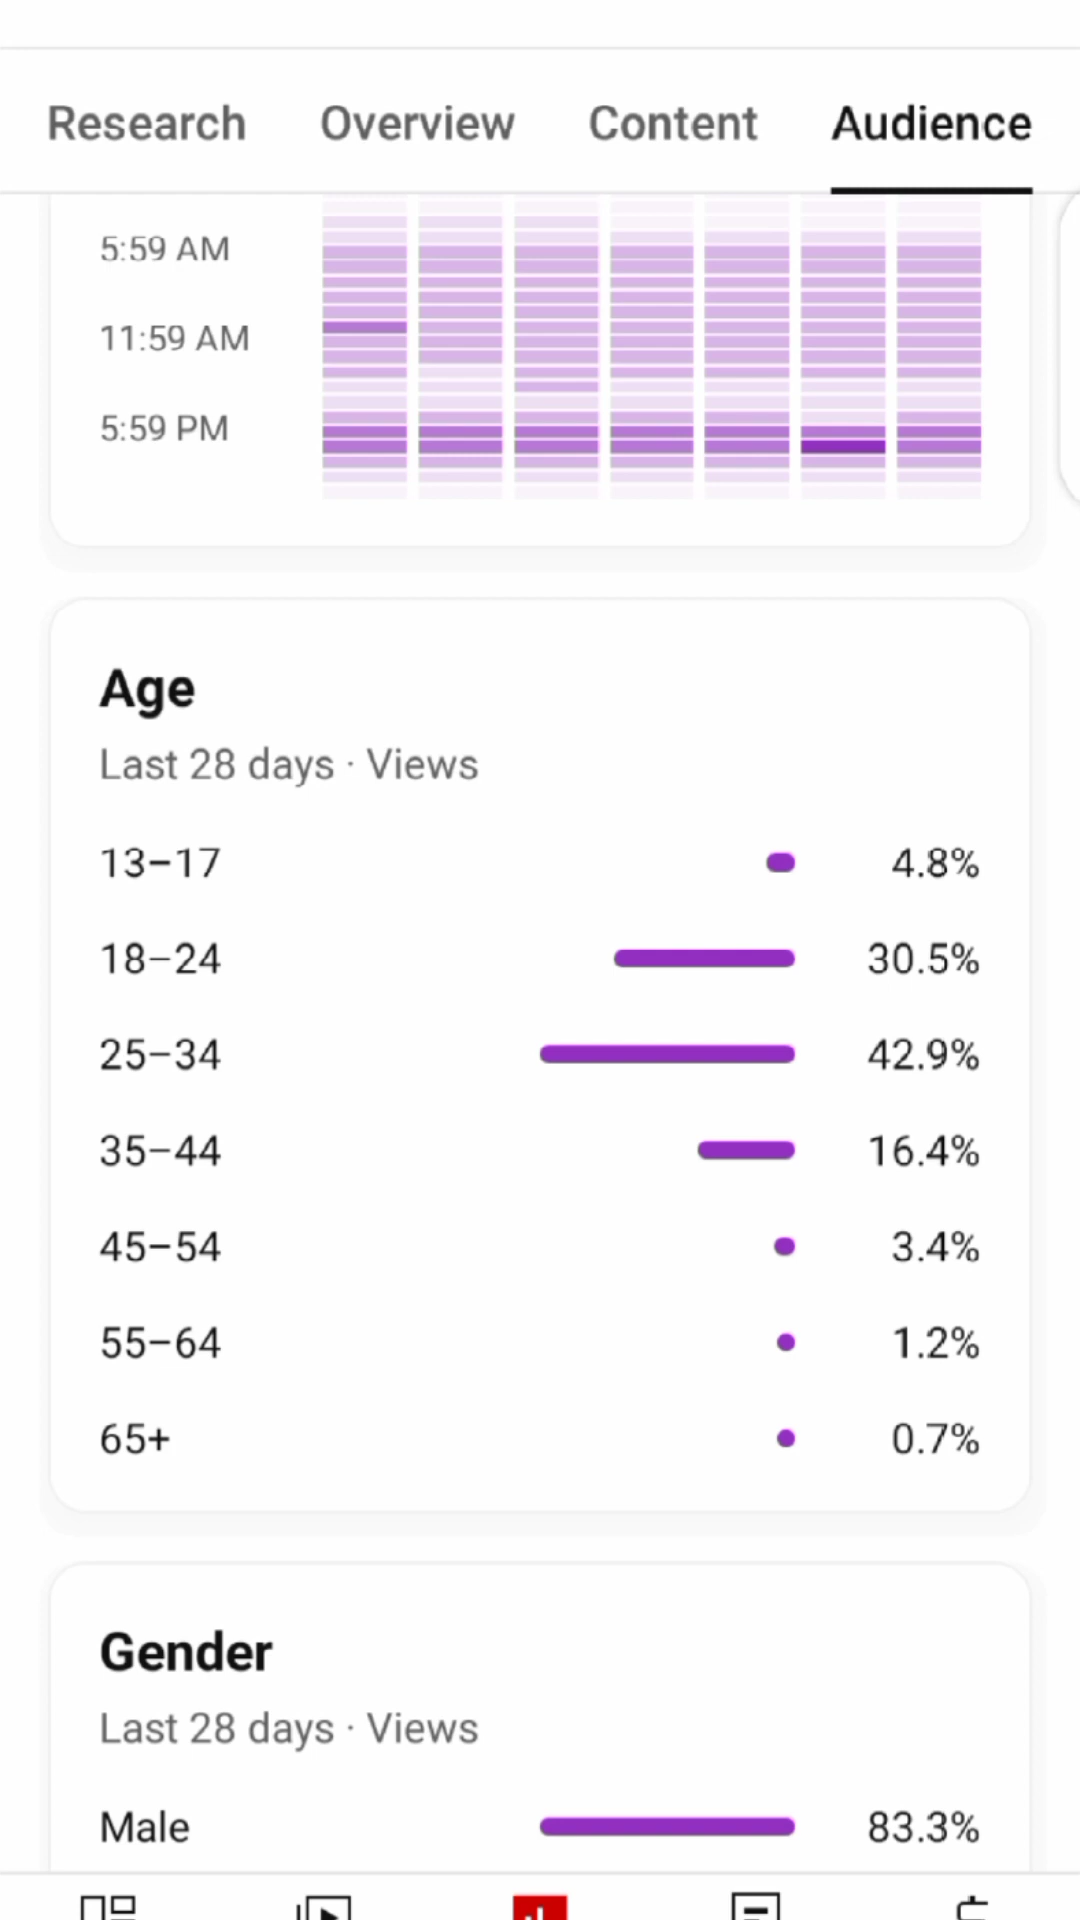 Research Overview Content Audience
5:59 AM
11:59 AM
5:59 PM
Age
Last 28 days · Views
13–17 4.8%
18–24 30.5%
25–34 42.9%
35–44 16.4%
45–54 3.4%
55–64 1.2%
65+ 0.7%
Gender
Last 28 days · Views
Male 83.3%